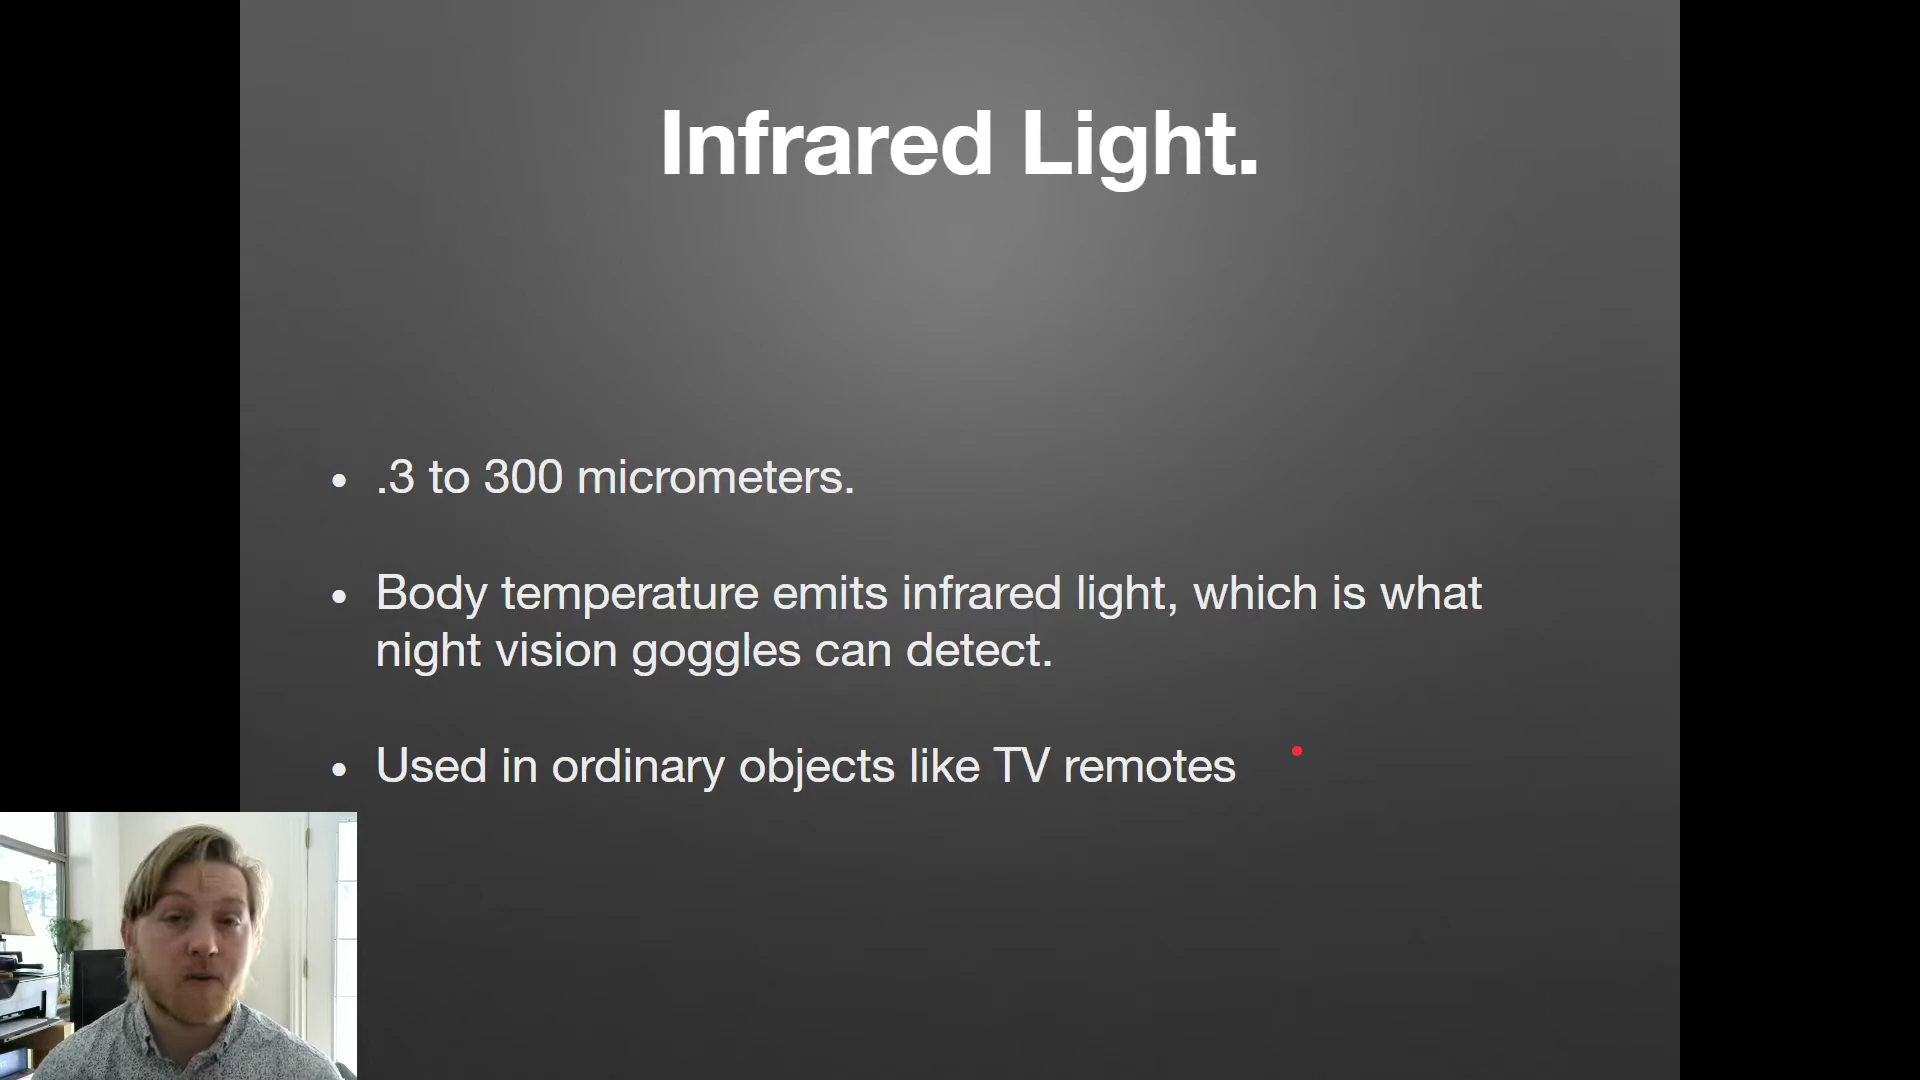 Infrared Light.
• .3 to 300 micrometers.
• Body temperature emits infrared light, which is what
night vision goggles can detect.
• Used in ordinary objects like TV remotes